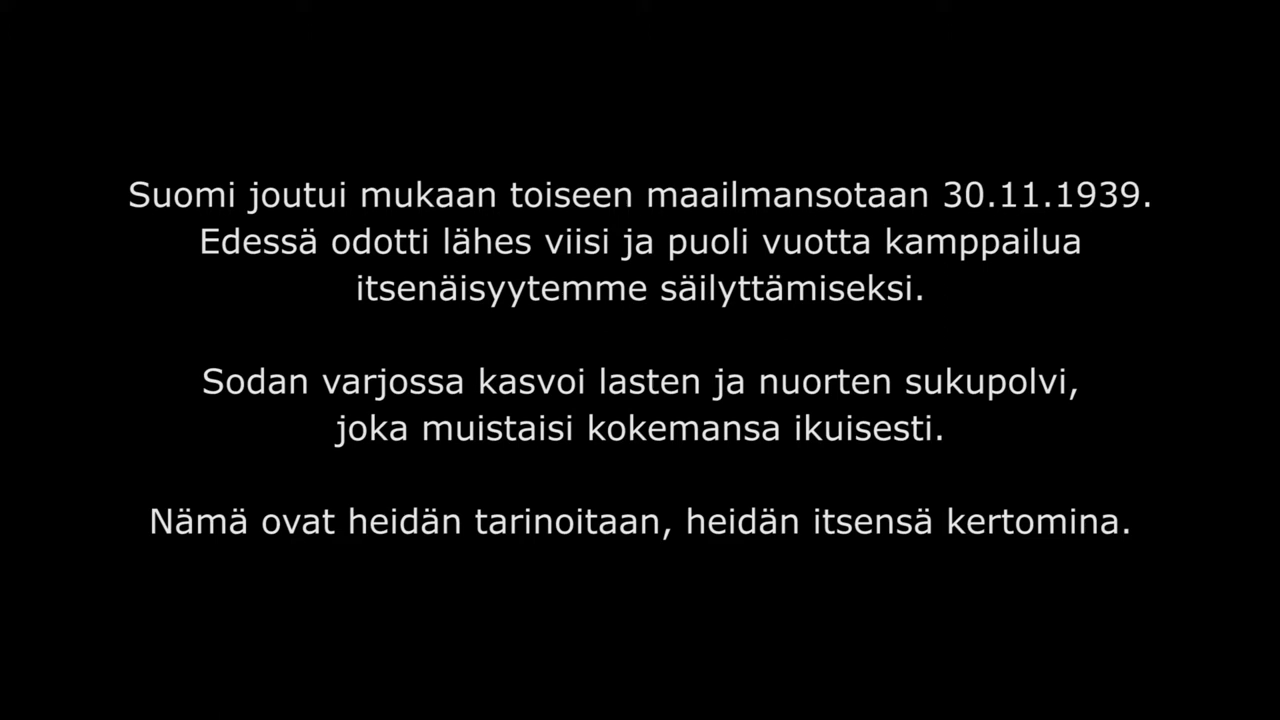 Suomi joutui mukaan toiseen maailmansotaan 30.11.1939.
Edessä odotti lähes viisi ja puoli vuotta kamppailua
itsenäisyytemme säilyttämiseksi.
Sodan varjossa kasvoi lasten ja nuorten sukupolvi,
joka muistaisi kokemansa ikuisesti.
Nämä ovat heidän tarinoitaan, heidän itsensä kertomina.